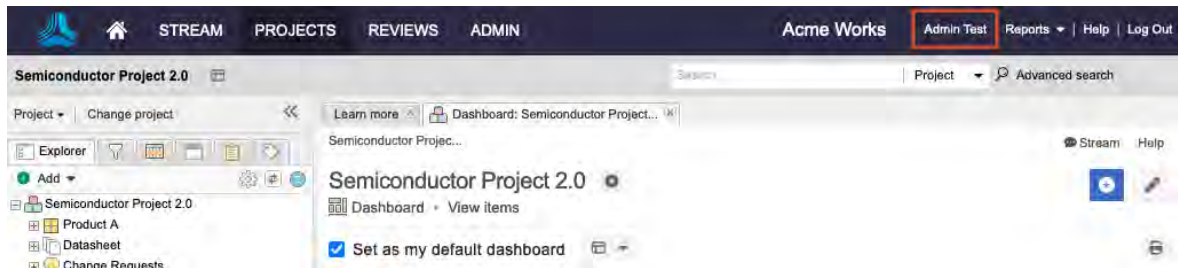 STREAM PROJECTS REVIEWS ADMIN Acme Works Admin Test Reports | Help | Log Out
Semiconductor Project 2.0 Search Project Advanced search
Project Change project Learn more Dashboard: Semiconductor Project...
Semiconductor Projec... Stream Help
Explorer
Add
Semiconductor Project 2.0
Semiconductor Project 2.0
Dashboard View items
Product A
Datasheet
Set as my default dashboard
Change Requests